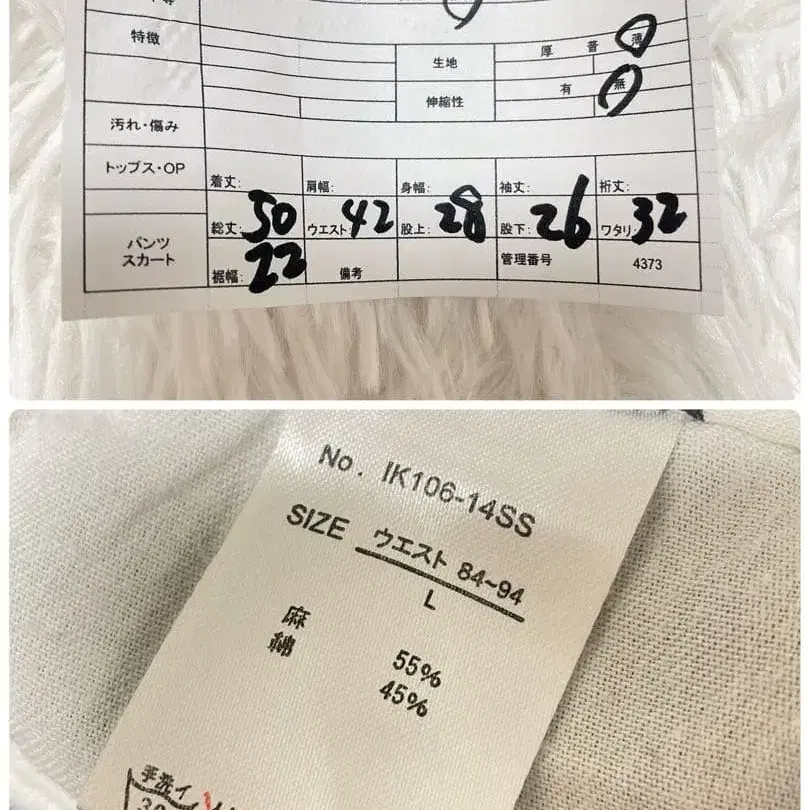 特徴
生地 厚 普 薄
伸縮性 有 無
汚れ・傷み
トップス・OP 着丈: 肩幅: 身幅: 袖丈: 裄丈:
パンツ スカート
総丈: 50 ウエスト 42 股上: 28 股下: 26 ワタリ: 32
裾幅: 22 備考 管理番号 4373
No. IK106-14SS
SIZE ウエスト 84~94
L
麻 55%
綿 45%
手洗イ
30